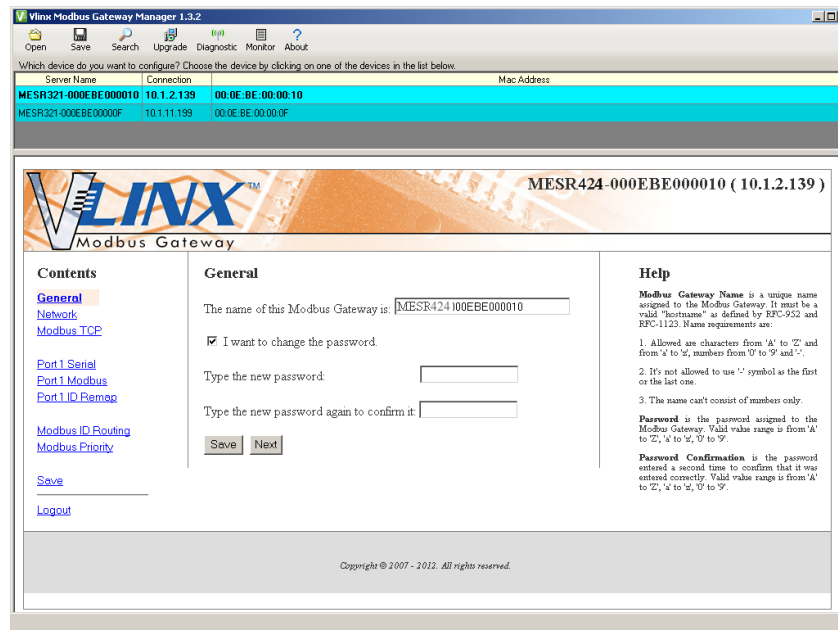 Vlinx Modbus Gateway Manager 1.3.2
Open Save Search Upgrade Diagnostic Monitor About
Which device do you want to configure? Choose the device by clicking on one of the devices in the list below.
Server Name Connection Mac Address
MESR321-000EBE000010 10.1.2.139 00:0E:BE:00:00:10
MESR321-000EBE00000F 10.1.11.199 00:0E:BE:00:00:0F
VLINX TM
Modbus Gateway
MESR424-000EBE000010 ( 10.1.2.139 )
Contents
General
Network
Modbus TCP
Port 1 Serial
Port 1 Modbus
Port 1 ID Remap
Modbus ID Routing
Modbus Priority
Save
Logout
General
The name of this Modbus Gateway is: MESR424 00EBE000010
I want to change the password.
Type the new password:
Type the new password again to confirm it:
Save Next
Help
Modbus Gateway Name is a unique name
assigned to the Modbus Gateway. It must be a
valid "hostname" as defined by RFC-952 and
RFC-1123. Name requirements are:
1. Allowed are characters from 'A' to 'Z' and
from 'a' to 'z', numbers from '0' to '9' and '-'.
2. It's not allowed to use '-' symbol as the first
or the last one.
3. The name can't consist of numbers only.
Password is the password assigned to the
Modbus Gateway. Valid value range is from 'A'
to 'Z', 'a' to 'z', '0' to '9'.
Password Confirmation is the password
entered a second time to confirm that it was
entered correctly. Valid value range is from 'A'
to 'Z', 'a' to 'z', '0' to '9'.
Copyright © 2007 - 2012. All rights reserved.